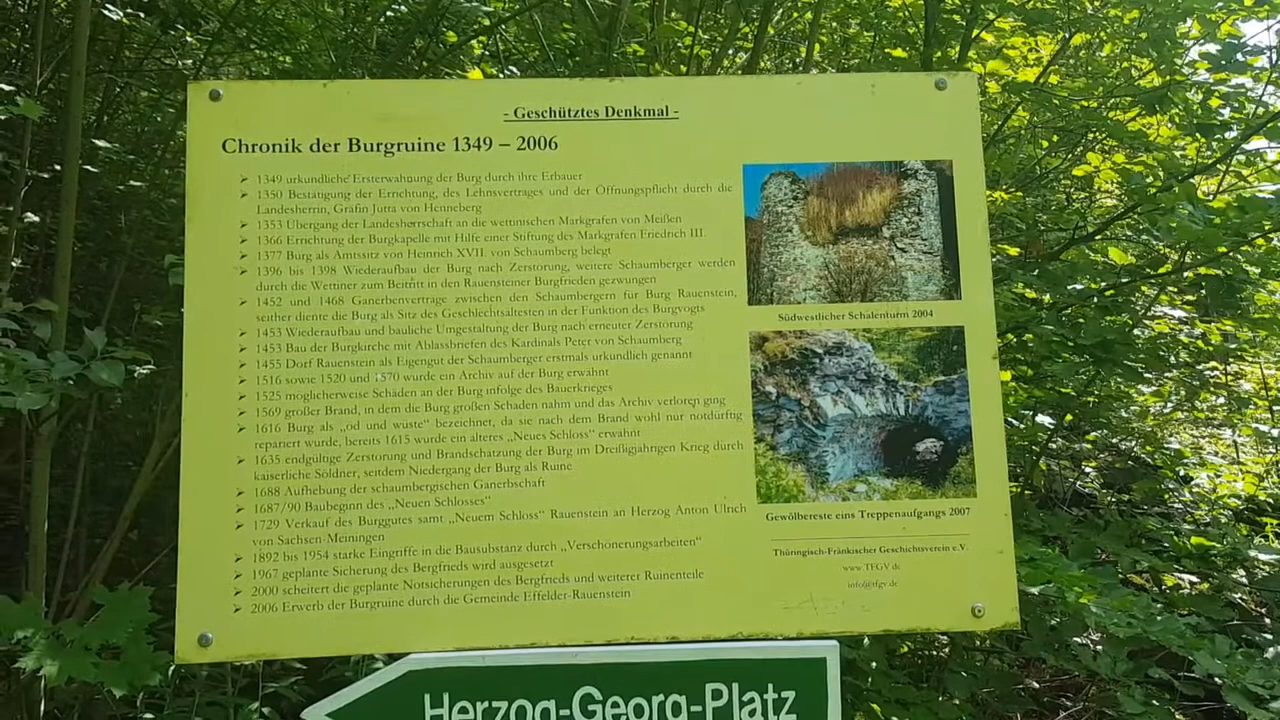 - Geschütztes Denkmal -
Chronik der Burgruine 1349 – 2006
➤ 1349 urkundliche Ersterwähnung der Burg durch ihre Erbauer
➤ 1350 Bestätigung der Errichtung, des Lehnsvertrages und der Öffnungspflicht durch die
Landesherrin, Gräfin Jutta von Henneberg
➤ 1353 Übergang der Landesherrschaft an die wettinischen Markgrafen von Meißen
➤ 1366 Errichtung der Burgkapelle mit Hilfe einer Stiftung des Markgrafen Friedrich III.
➤ 1377 Burg als Amtssitz von Heinrich XVII. von Schaumberg belegt
➤ 1396 bis 1398 Wiederaufbau der Burg nach Zerstörung, weitere Schaumberger werden
durch die Wettiner zum Beitritt in den Rauensteiner Burgfrieden gezwungen
➤ 1452 und 1468 Ganerbenverträge zwischen den Schaumbergern für Burg Rauenstein,
seither diente die Burg als Sitz des Geschlechtsältesten in der Funktion des Burgvogts
➤ 1453 Wiederaufbau und bauliche Umgestaltung der Burg nach erneuter Zerstörung
➤ 1453 Bau der Burgkirche mit Ablassbriefen des Kardinals Peter von Schaumberg
➤ 1455 Dorf Rauenstein als Eigengut der Schaumberger erstmals urkundlich genannt
➤ 1516 sowie 1520 und 1570 wurde ein Archiv auf der Burg erwähnt
➤ 1525 möglicherweise Schäden an der Burg infolge des Bauerkrieges
➤ 1569 großer Brand, in dem die Burg großen Schaden nahm und das Archiv verloren ging
➤ 1616 Burg als „öd und wüste“ bezeichnet, da sie nach dem Brand wohl nur notdürftig
repariert wurde, bereits 1615 wurde ein älteres „Neues Schloss“ erwähnt
➤ 1635 endgültige Zerstörung und Brandschatzung der Burg im Dreißigjährigen Krieg durch
kaiserliche Söldner, seitdem Niedergang der Burg als Ruine
➤ 1688 Aufhebung der schaumbergischen Ganerbschaft
➤ 1687/90 Baubeginn des „Neuen Schlosses“
➤ 1729 Verkauf des Burggutes samt „Neuem Schloss“ Rauenstein an Herzog Anton Ulrich
von Sachsen-Meiningen
➤ 1892 bis 1954 starke Eingriffe in die Bausubstanz durch „Verschönerungsarbeiten“
➤ 1967 geplante Sicherung des Bergfrieds wird ausgesetzt
➤ 2000 scheitert die geplante Notsicherungen des Bergfrieds und weiterer Ruinenteile
➤ 2006 Erwerb der Burgruine durch die Gemeinde Effelder-Rauenstein
Südwestlicher Schalenturm 2004
Gewölbereste eins Treppenaufgangs 2007
Thüringisch-Fränkischer Geschichtsverein e.V.
www.TFGV.de
info@tfgv.de
Herzog-Georg-Platz